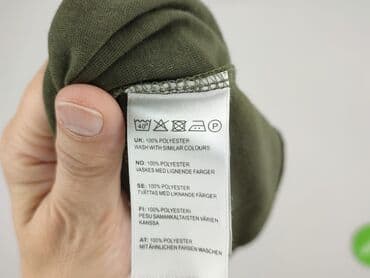 40°
P
UK: 100% POLYESTER
WASH WITH SIMILAR COLOURS
NO: 100% POLYESTER
VASKES MED LIGNENDE FARGER
SE: 100% POLYESTER
TVÄTTAS MED LIKNANDE FÄRGER
FI: 100% POLYESTERI
PESU SAMANKALTAISTEN VÄRIEN
KANSSA
AT: 100% POLYESTER
MIT ÄHNLICHEN FARBEN WASCHEN